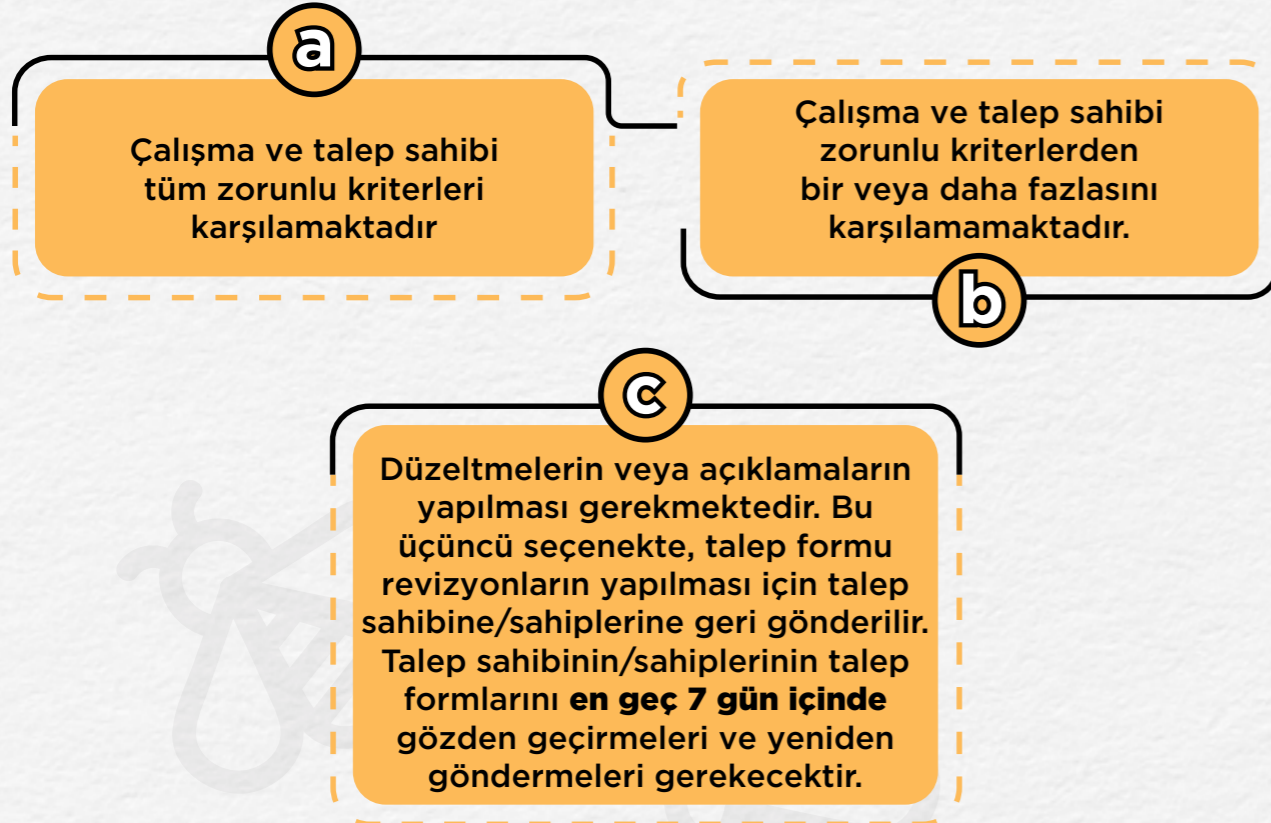 a
Çalışma ve talep sahibi
tüm zorunlu kriterleri
karşılamaktadır
Çalışma ve talep sahibi
zorunlu kriterlerden
bir veya daha fazlasını
karşılamamaktadır.
b
c
Düzeltmelerin veya açıklamaların
yapılması gerekmektedir. Bu
üçüncü seçenekte, talep formu
revizyonların yapılması için talep
sahibine/sahiplerine geri gönderilir.
Talep sahibinin/sahiplerinin talep
formlarını en geç 7 gün içinde
gözden geçirmeleri ve yeniden
göndermeleri gerekecektir.